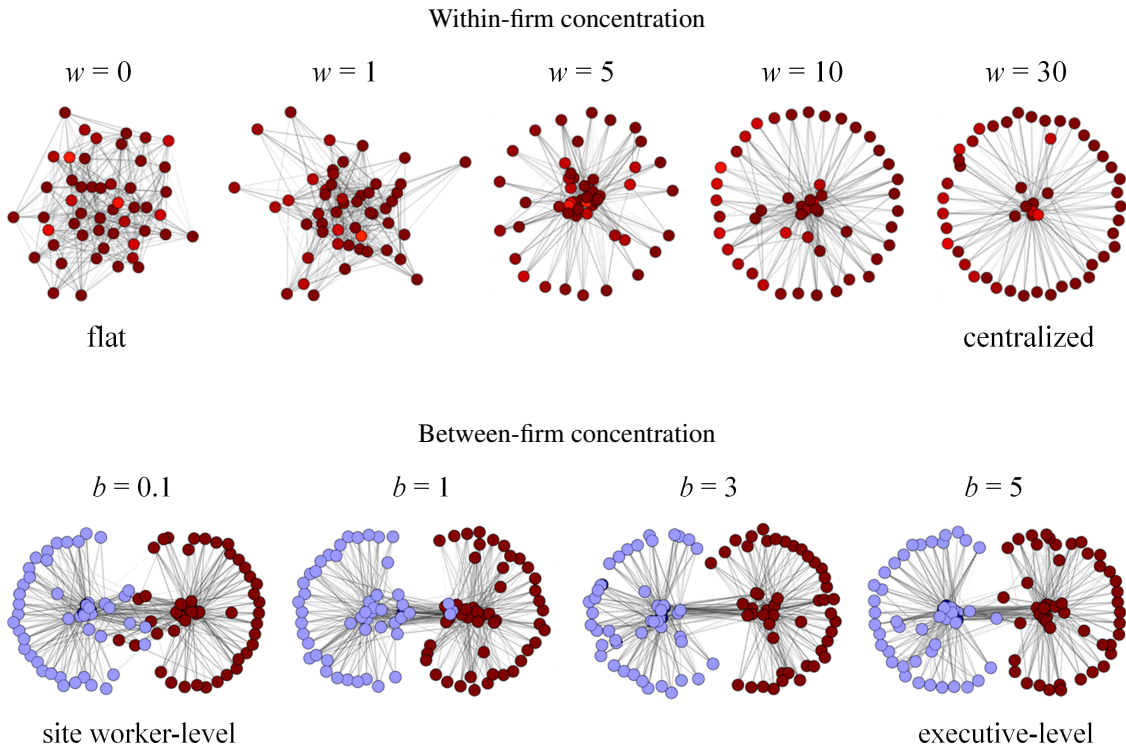 Within-firm concentration
w = 0 w = 1 w = 5 w = 10 w = 30
flat centralized
Between-firm concentration
b = 0.1 b = 1 b = 3 b = 5
site worker-level executive-level